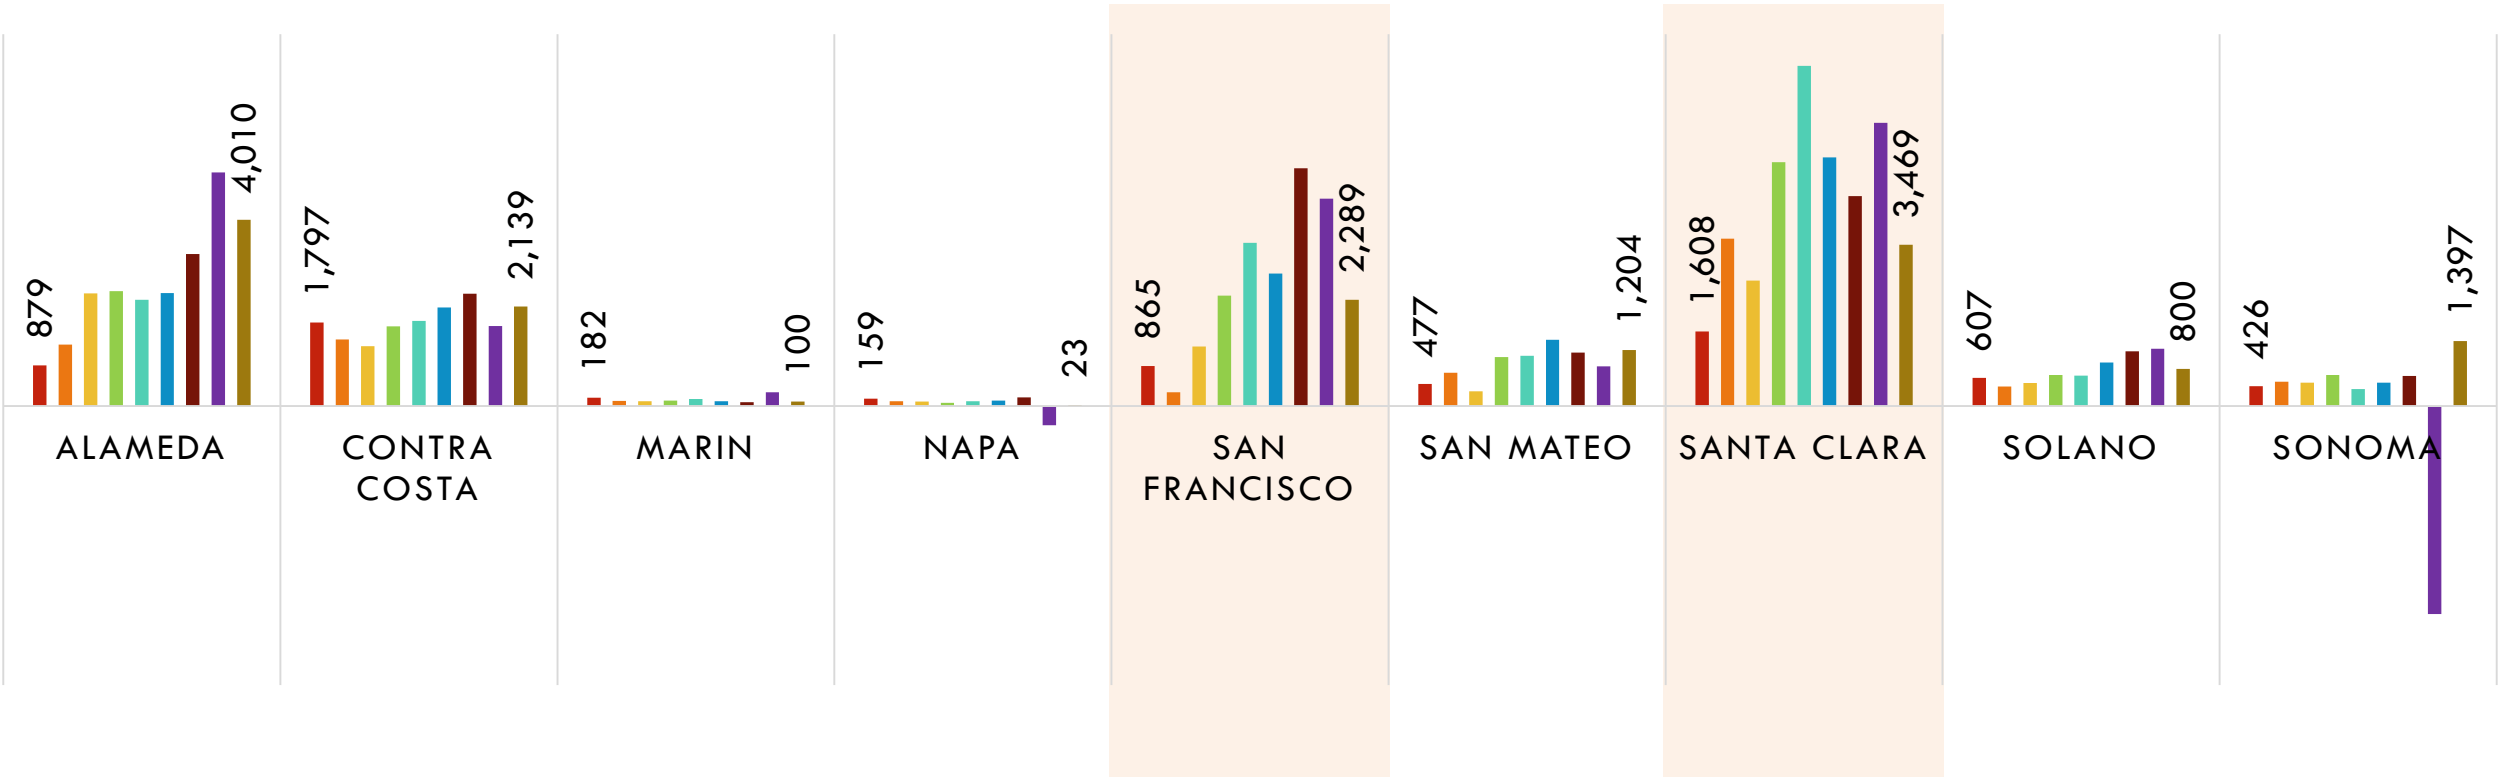 879
4,010
1,797
2,139
182
100
159
23
865
2,289
477
1,204
1,608
3,469
607
800
426
1,397
ALAMEDA
CONTRA
COSTA
MARIN
NAPA
SAN
FRANCISCO
SAN MATEO
SANTA CLARA
SOLANO
SONOMA